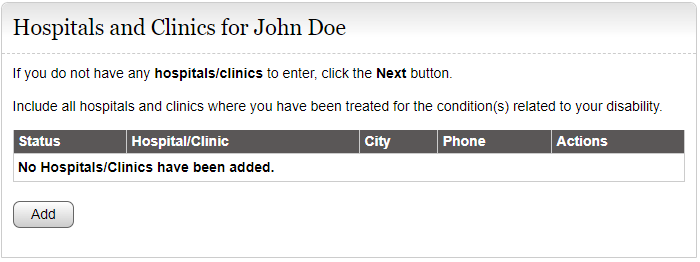 Hospitals and Clinics for John Doe
If you do not have any hospitals/clinics to enter, click the Next button.
Include all hospitals and clinics where you have been treated for the condition(s) related to your disability.
Status Hospital/Clinic City Phone Actions
No Hospitals/Clinics have been added.
Add